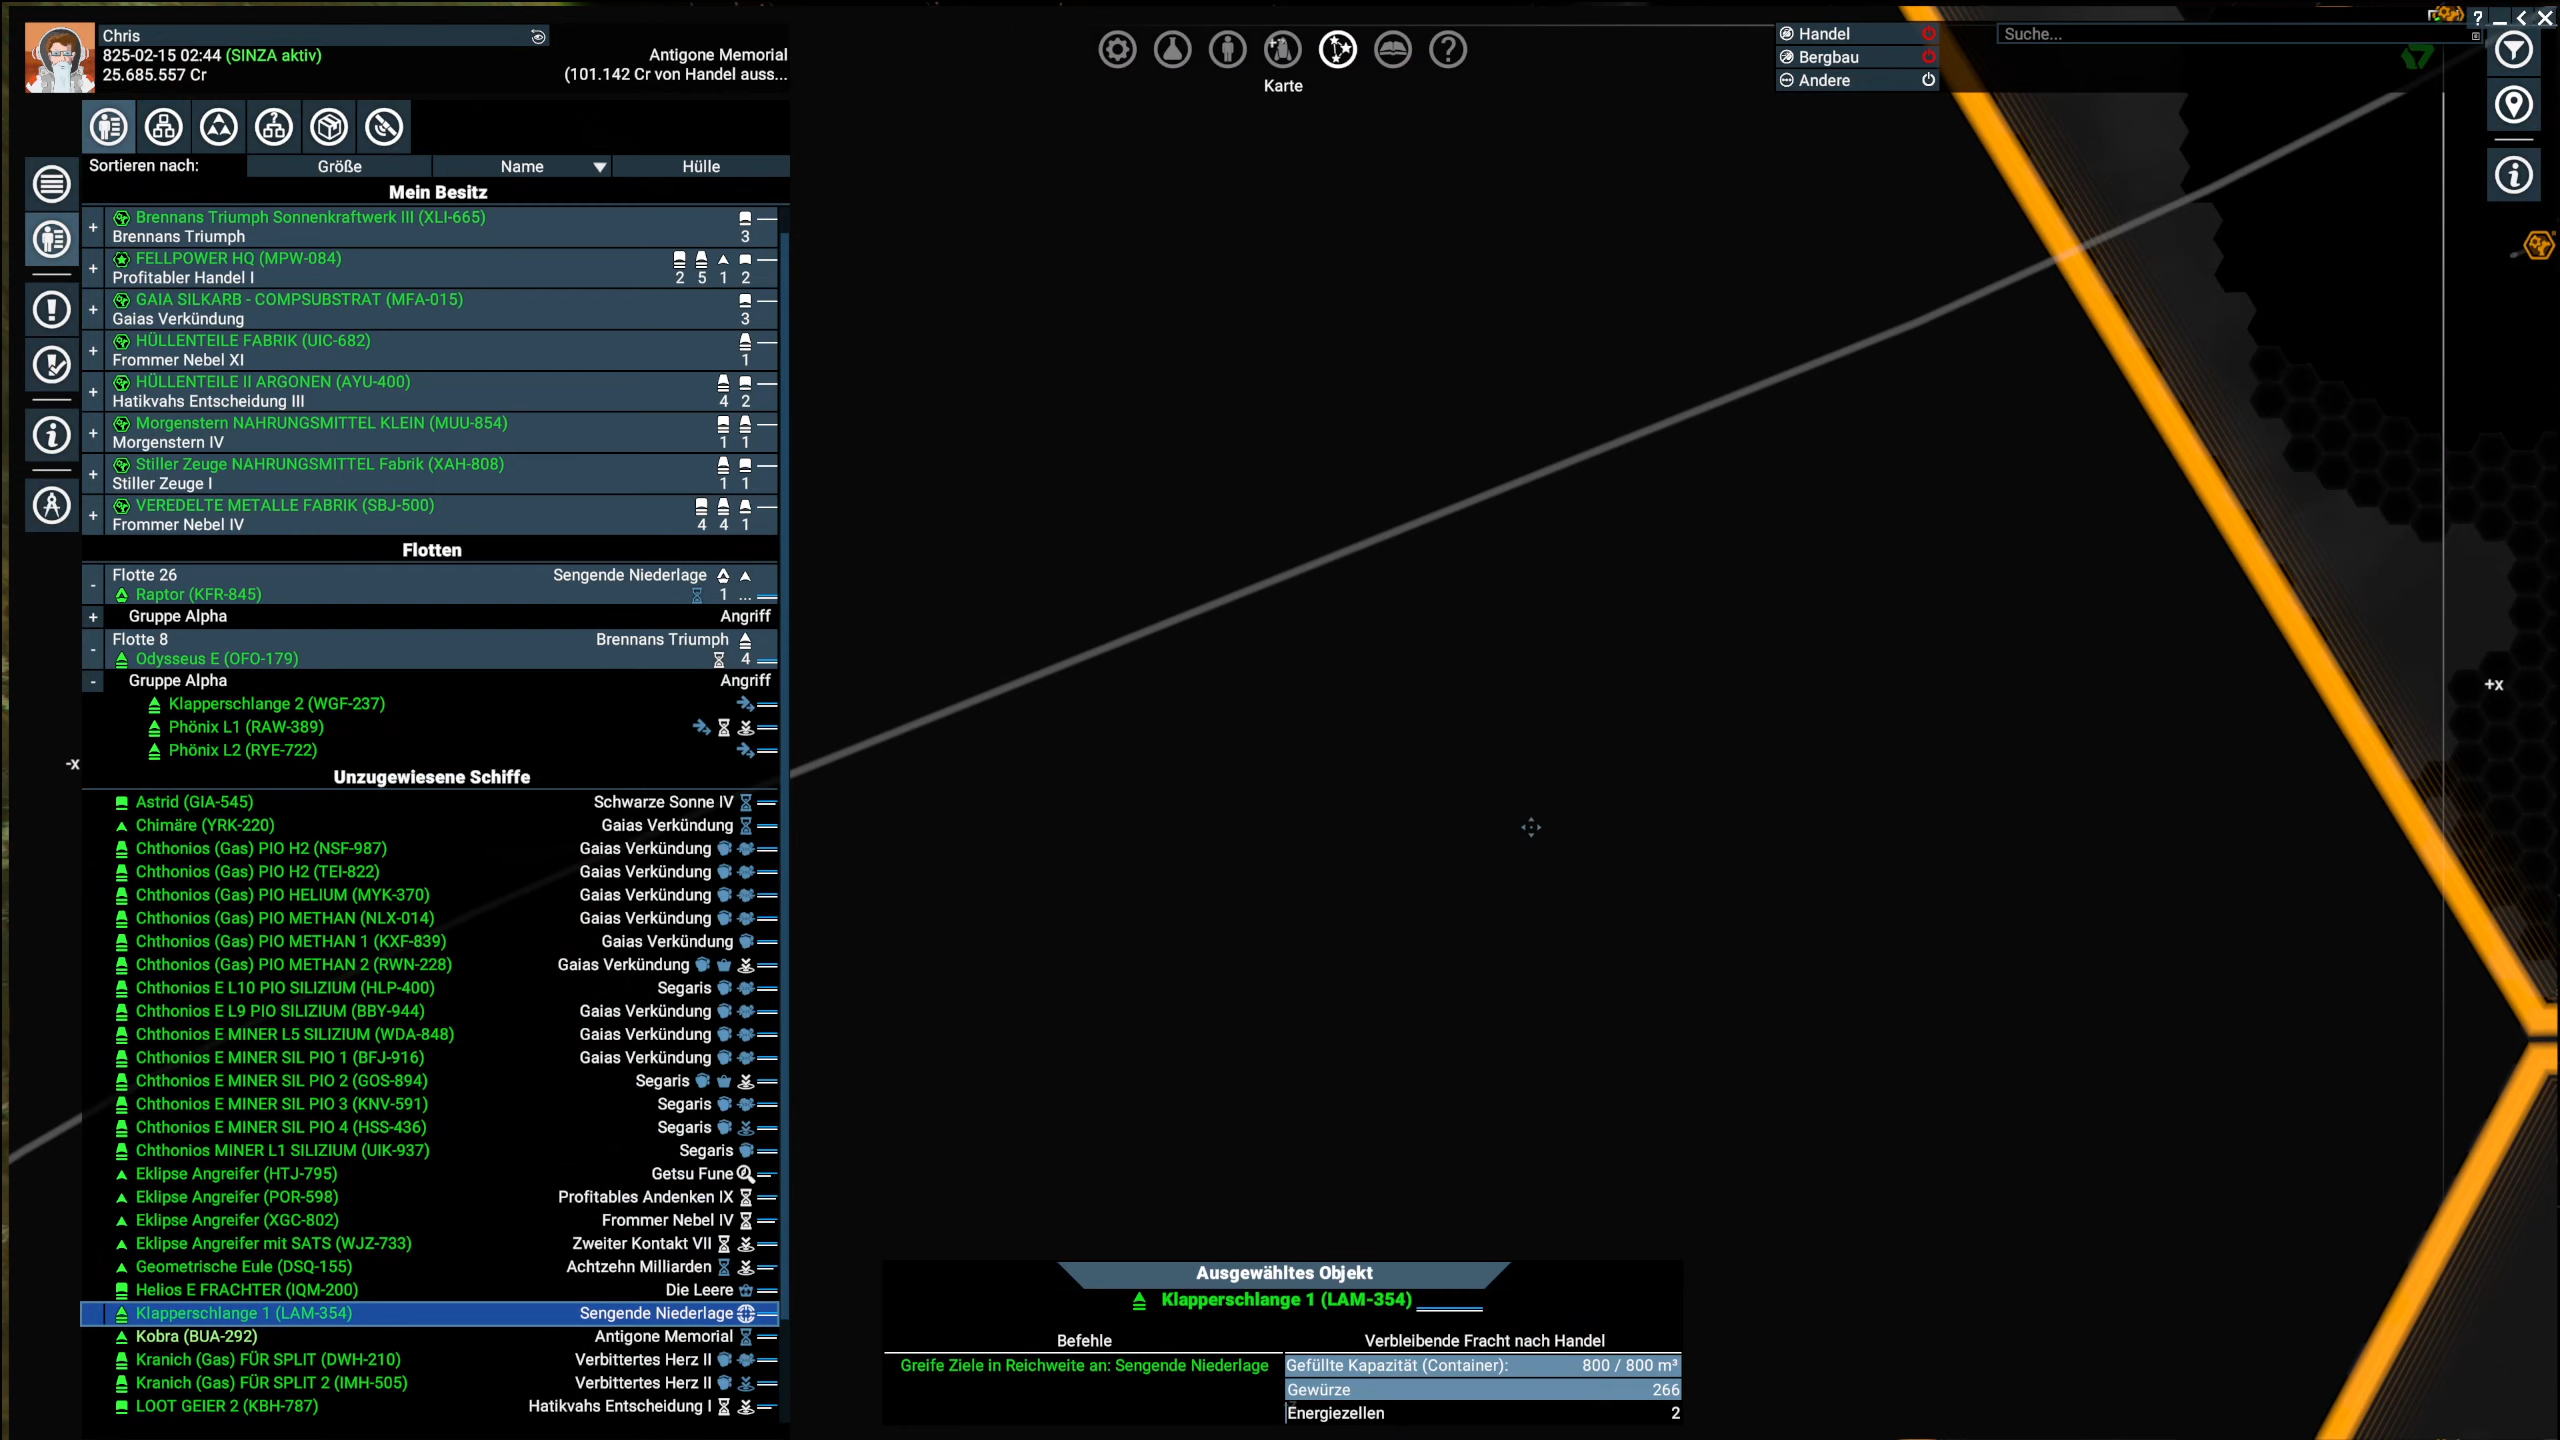 Chris
825-02-15 02:44 (SINZA aktiv)
25.685.557 Cr
Antigone Memorial
(101.142 Cr von Handel auss...
Karte
Handel
Bergbau
Andere
Suche...
?
Sortieren nach:
Größe
Name
Hülle
Mein Besitz
+ Brennans Triumph Sonnenkraftwerk III (XLI-665)
Brennans Triumph 3
+ FELLPOWER HQ (MPW-084)
Profitabler Handel I 2 5 1 2
+ GAIA SILKARB - COMPSUBSTRAT (MFA-015)
Gaias Verkündung 3
+ HÜLLENTEILE FABRIK (UIC-682)
Frommer Nebel XI 1
+ HÜLLENTEILE II ARGONEN (AYU-400)
Hatikvahs Entscheidung III 4 2
+ Morgenstern NAHRUNGSMITTEL KLEIN (MUU-854)
Morgenstern IV 1 1
+ Stiller Zeuge NAHRUNGSMITTEL Fabrik (XAH-808)
Stiller Zeuge I 1 1
+ VEREDELTE METALLE FABRIK (SBJ-500)
Frommer Nebel IV 4 4 1
Flotten
- Flotte 26 Sengende Niederlage
Raptor (KFR-845) 1 ...
+ Gruppe Alpha Angriff
- Flotte 8 Brennans Triumph
Odysseus E (OFO-179) 4
- Gruppe Alpha Angriff
Klapperschlange 2 (WGF-237)
Phönix L1 (RAW-389)
Phönix L2 (RYE-722)
-x
+x
Unzugewiesene Schiffe
Astrid (GIA-545) Schwarze Sonne IV
Chimäre (YRK-220) Gaias Verkündung
Chthonios (Gas) PIO H2 (NSF-987) Gaias Verkündung
Chthonios (Gas) PIO H2 (TEI-822) Gaias Verkündung
Chthonios (Gas) PIO HELIUM (MYK-370) Gaias Verkündung
Chthonios (Gas) PIO METHAN (NLX-014) Gaias Verkündung
Chthonios (Gas) PIO METHAN 1 (KXF-839) Gaias Verkündung
Chthonios (Gas) PIO METHAN 2 (RWN-228) Gaias Verkündung
Chthonios E L10 PIO SILIZIUM (HLP-400) Segaris
Chthonios E L9 PIO SILIZIUM (BBY-944) Gaias Verkündung
Chthonios E MINER L5 SILIZIUM (WDA-848) Gaias Verkündung
Chthonios E MINER SIL PIO 1 (BFJ-916) Gaias Verkündung
Chthonios E MINER SIL PIO 2 (GOS-894) Segaris
Chthonios E MINER SIL PIO 3 (KNV-591) Segaris
Chthonios E MINER SIL PIO 4 (HSS-436) Segaris
Chthonios MINER L1 SILIZIUM (UIK-937) Segaris
Eklipse Angreifer (HTJ-795) Getsu Fune
Eklipse Angreifer (POR-598) Profitables Andenken IX
Eklipse Angreifer (XGC-802) Frommer Nebel IV
Eklipse Angreifer mit SATS (WJZ-733) Zweiter Kontakt VII
Geometrische Eule (DSQ-155) Achtzehn Milliarden
Helios E FRACHTER (IQM-200) Die Leere
Klapperschlange 1 (LAM-354) Sengende Niederlage
Kobra (BUA-292) Antigone Memorial
Kranich (Gas) FÜR SPLIT (DWH-210) Verbittertes Herz II
Kranich (Gas) FÜR SPLIT 2 (IMH-505) Verbittertes Herz II
LOOT GEIER 2 (KBH-787) Hatikvahs Entscheidung I
Ausgewähltes Objekt
Klapperschlange 1 (LAM-354)
Befehle
Verbleibende Fracht nach Handel
Greife Ziele in Reichweite an: Sengende Niederlage
Gefüllte Kapazität (Container): 800 / 800 m³
Gewürze 266
Energiezellen 2